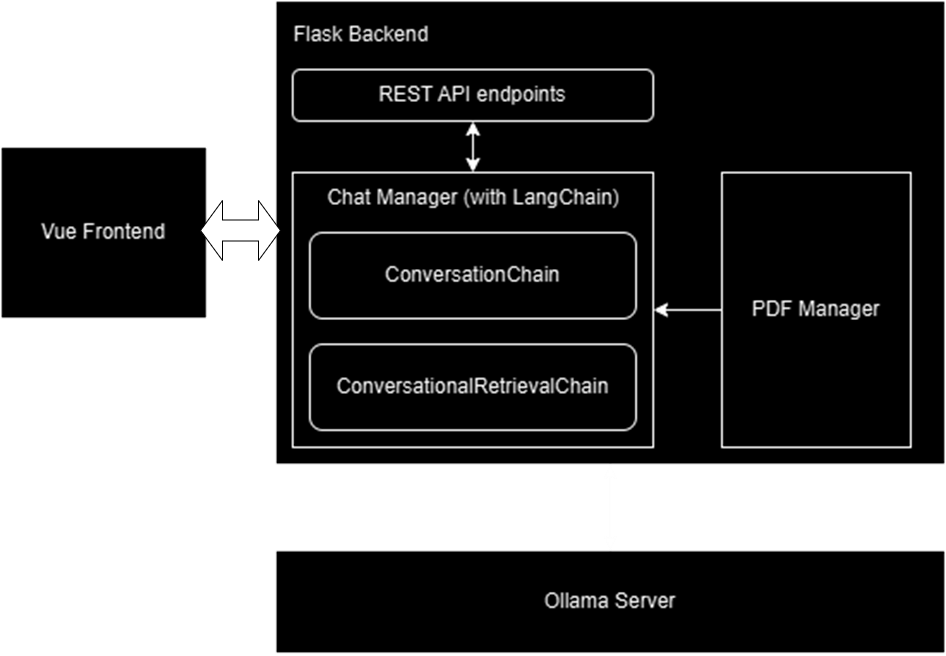 Flask Backend
REST API endpoints
Vue Frontend
Chat Manager (with LangChain)
ConversationChain
ConversationalRetrievalChain
PDF Manager
Ollama Server